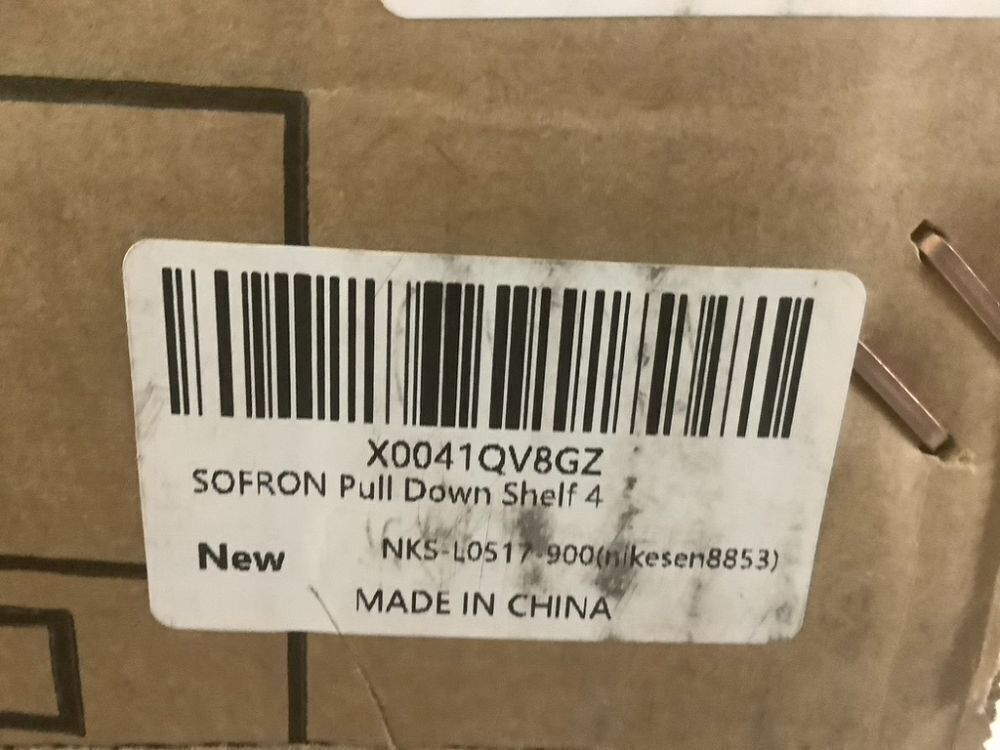 X0041QV8GZ
SOFRON Pull Down Shelf 4
New
NKS-L0517-900(nikesen8853)
MADE IN CHINA